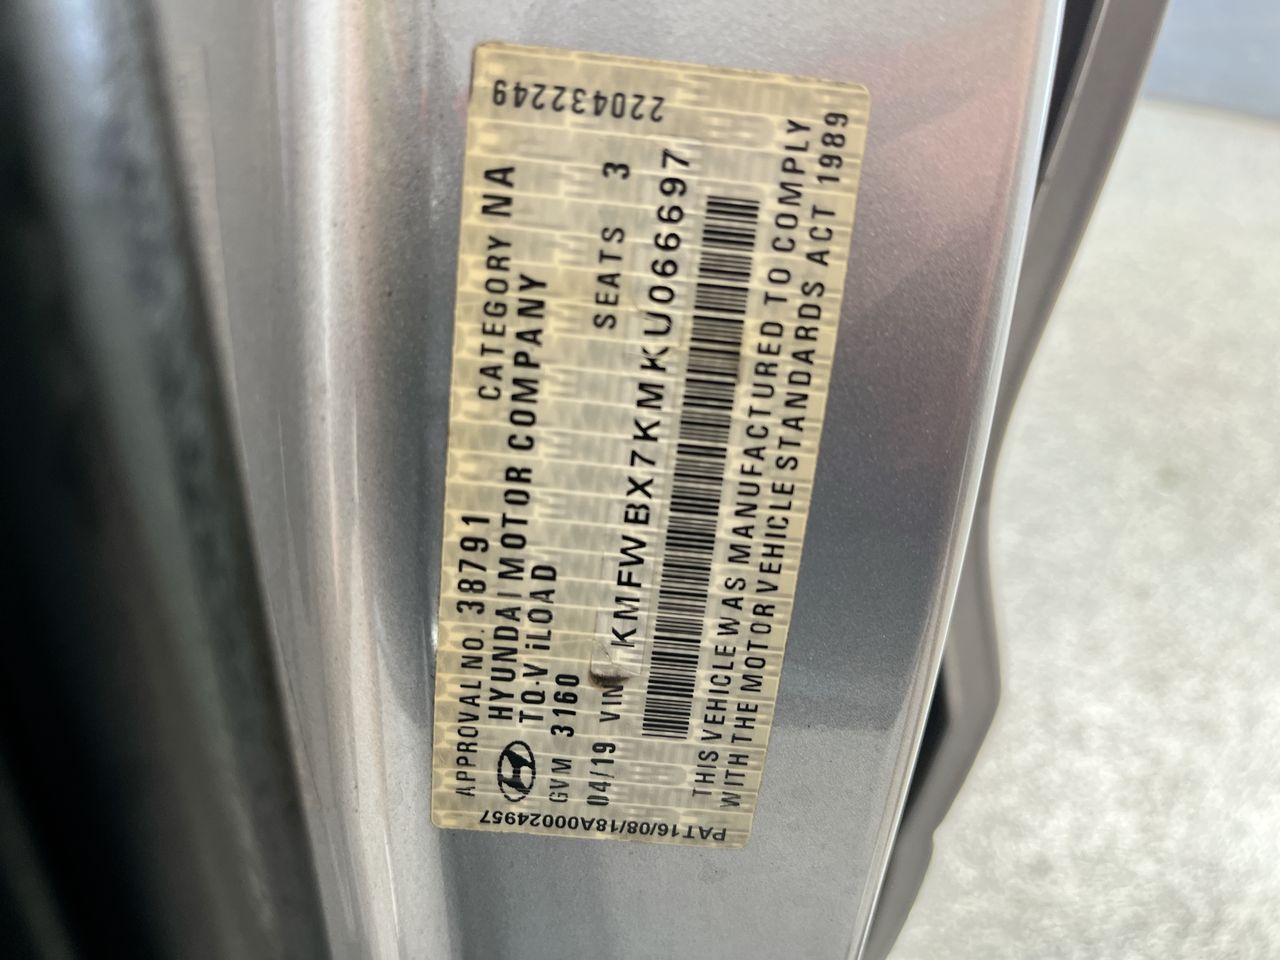 APPROVAL NO. 38791 CATEGORY NA
HYUNDAI MOTOR COMPANY
TQ-V iLOAD
GVM 3160 SEATS 3
04/19 VIN KMFWBX7KMKU066697
THIS VEHICLE WAS MANUFACTURED TO COMPLY
WITH THE MOTOR VEHICLE STANDARDS ACT 1989
220432249
PAT16/08/18A00024957